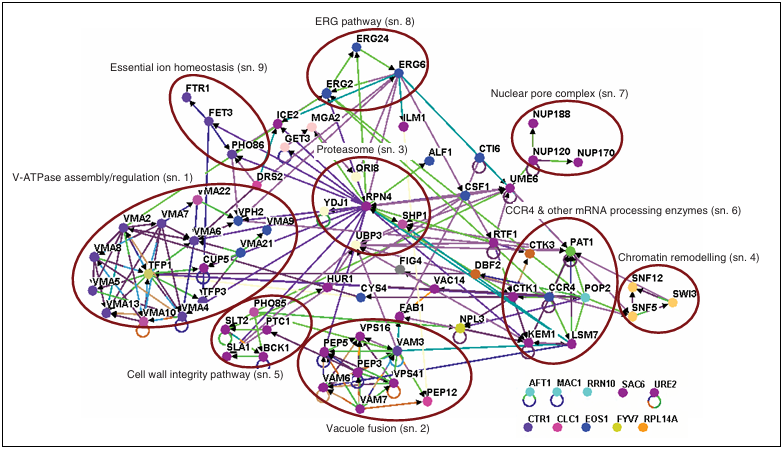 ERG pathway (sn. 8)
ERG24
Essential ion homeostasis (sn. 9)
ERG6
FTR1
ERG2
Nuclear pore complex (sn. 7)
FET3
ICE2
MGA2
ILM1
NUP188
GET3
PHO86
Proteasome (sn. 3)
ALF1
CTI6
NUP120
NUP170
V-ATPase assembly/regulation (sn. 1)
DRS2
QRI8
UME6
VMA22
RPN4
CSF1
YDJ1
SHP1
CCR4 & other mRNA processing enzymes (sn. 6)
VMA2
VMA7
VPH2
VMA9
VMA6
UBP3
RTF1
CTK3
PAT1
VMA8
VMA21
Chromatin remodelling (sn. 4)
TFP1
CUP5
FIG4
DBF2
SNF12
VMA5
TFP3
HUR1
CYS4
VAC14
CTK1
CCR4
POP2
SWI3
VMA13
VMA10
VMA4
PHO85
FAB1
SNF5
SLT2
PTC1
VPS16
NPL3
SLA1
BCK1
PEP5
VAM3
KEM1
LSM7
Cell wall integrity pathway (sn. 5)
PEP3
VPS41
VAM6
VAM7
PEP12
Vacuole fusion (sn. 2)
AFT1 MAC1 RRN10 SAC6 URE2
CTR1 CLC1 EOS1 FYV7 RPL14A